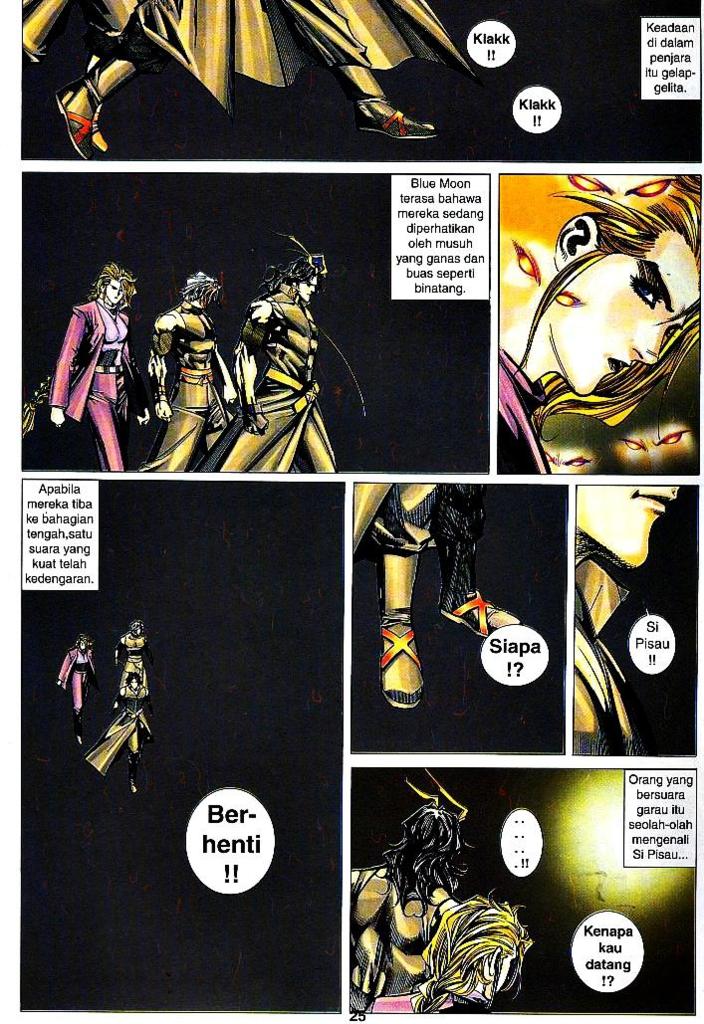 Klakk
!!
Klakk
!!
Keadaan
di dalam
penjara
itu gelap-
gelita.
Blue Moon
terasa bahawa
mereka sedang
diperhatikan
oleh musuh
yang ganas dan
buas seperti
binatang.
Apabila
mereka tiba
ke bahagian
tengah,satu
suara yang
kuat telah
kedengaran.
Ber-
henti
!!
Siapa
!?
Si
Pisau
!!
Orang yang
bersuara
garau itu
seolah-olah
mengenali
Si Pisau...
. .
. .
. .
. !!
Kenapa
kau
datang
!?
25